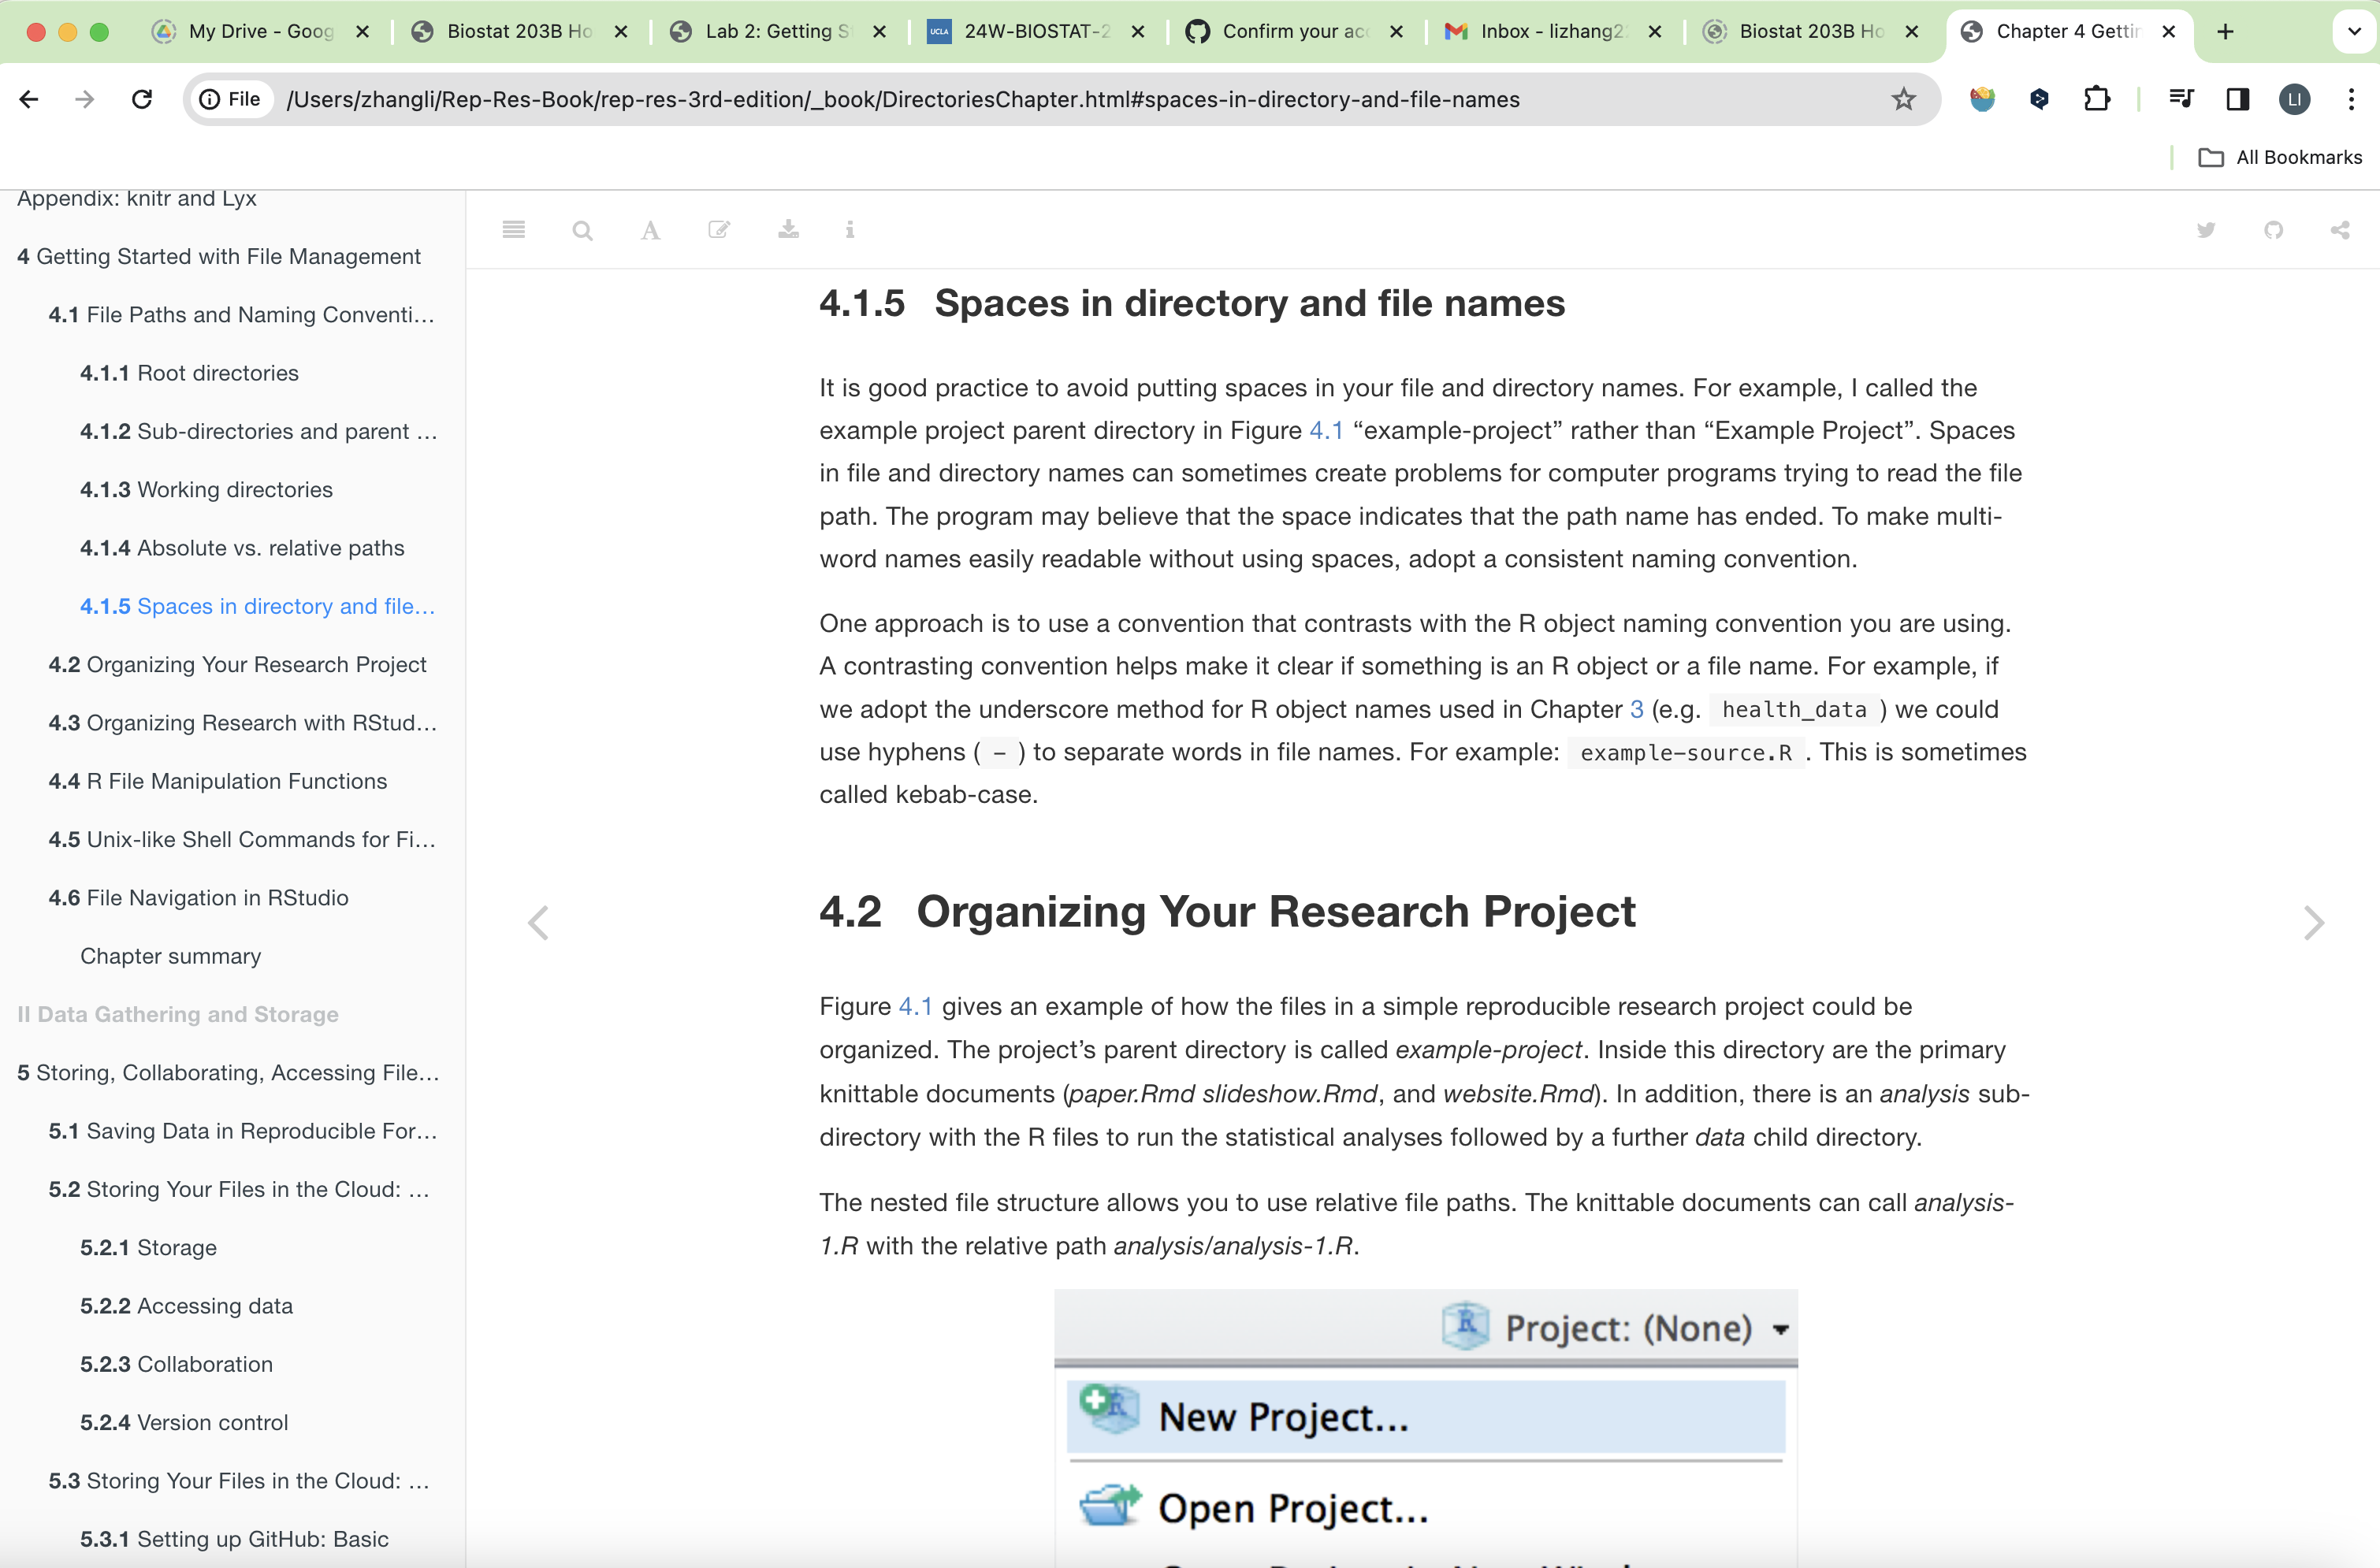 My Drive - Goog
Biostat 203B Ho
Lab 2: Getting S
UCLA
24W-BIOSTAT-2
Confirm your acc
Inbox - lizhang2
Biostat 203B Ho
Chapter 4 Gettin
File
/Users/zhangli/Rep-Res-Book/rep-res-3rd-edition/_book/DirectoriesChapter.html#spaces-in-directory-and-file-names
LI
All Bookmarks
Appendix: knitr and Lyx
4 Getting Started with File Management
4.1 File Paths and Naming Conventi...
4.1.1 Root directories
4.1.2 Sub-directories and parent ...
4.1.3 Working directories
4.1.4 Absolute vs. relative paths
4.1.5 Spaces in directory and file...
4.2 Organizing Your Research Project
4.3 Organizing Research with RStud...
4.4 R File Manipulation Functions
4.5 Unix-like Shell Commands for Fi...
4.6 File Navigation in RStudio
Chapter summary
II Data Gathering and Storage
5 Storing, Collaborating, Accessing File...
5.1 Saving Data in Reproducible For...
5.2 Storing Your Files in the Cloud: ...
5.2.1 Storage
5.2.2 Accessing data
5.2.3 Collaboration
5.2.4 Version control
5.3 Storing Your Files in the Cloud: ...
5.3.1 Setting up GitHub: Basic
4.1.5 Spaces in directory and file names
It is good practice to avoid putting spaces in your file and directory names. For example, I called the
example project parent directory in Figure 4.1 “example-project” rather than “Example Project”. Spaces
in file and directory names can sometimes create problems for computer programs trying to read the file
path. The program may believe that the space indicates that the path name has ended. To make multi-
word names easily readable without using spaces, adopt a consistent naming convention.
One approach is to use a convention that contrasts with the R object naming convention you are using.
A contrasting convention helps make it clear if something is an R object or a file name. For example, if
we adopt the underscore method for R object names used in Chapter 3 (e.g. health_data ) we could
use hyphens ( - ) to separate words in file names. For example: example-source.R . This is sometimes
called kebab-case.
4.2 Organizing Your Research Project
Figure 4.1 gives an example of how the files in a simple reproducible research project could be
organized. The project’s parent directory is called example-project. Inside this directory are the primary
knittable documents (paper.Rmd slideshow.Rmd, and website.Rmd). In addition, there is an analysis sub-
directory with the R files to run the statistical analyses followed by a further data child directory.
The nested file structure allows you to use relative file paths. The knittable documents can call analysis-
1.R with the relative path analysis/analysis-1.R.
Project: (None)
New Project...
Open Project...